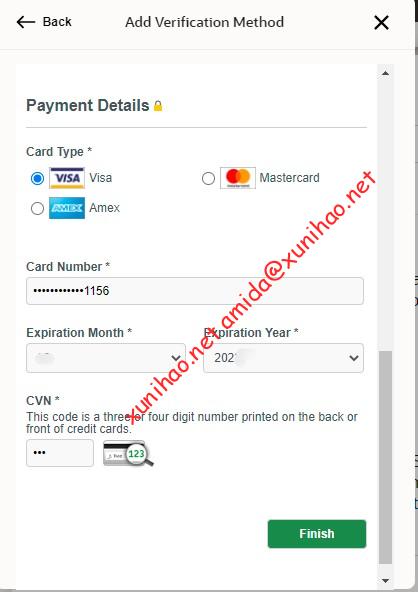 Back
Add Verification Method
Payment Details
Card Type *
VISA Visa
Mastercard
AMEX Amex
Card Number *
••••••••••••1156
Expiration Month *
Expiration Year *
202
CVN *
This code is a three or four digit number printed on the back or
front of credit cards.
•••
123
Finish
xunihao.net.amida@xunihao.net